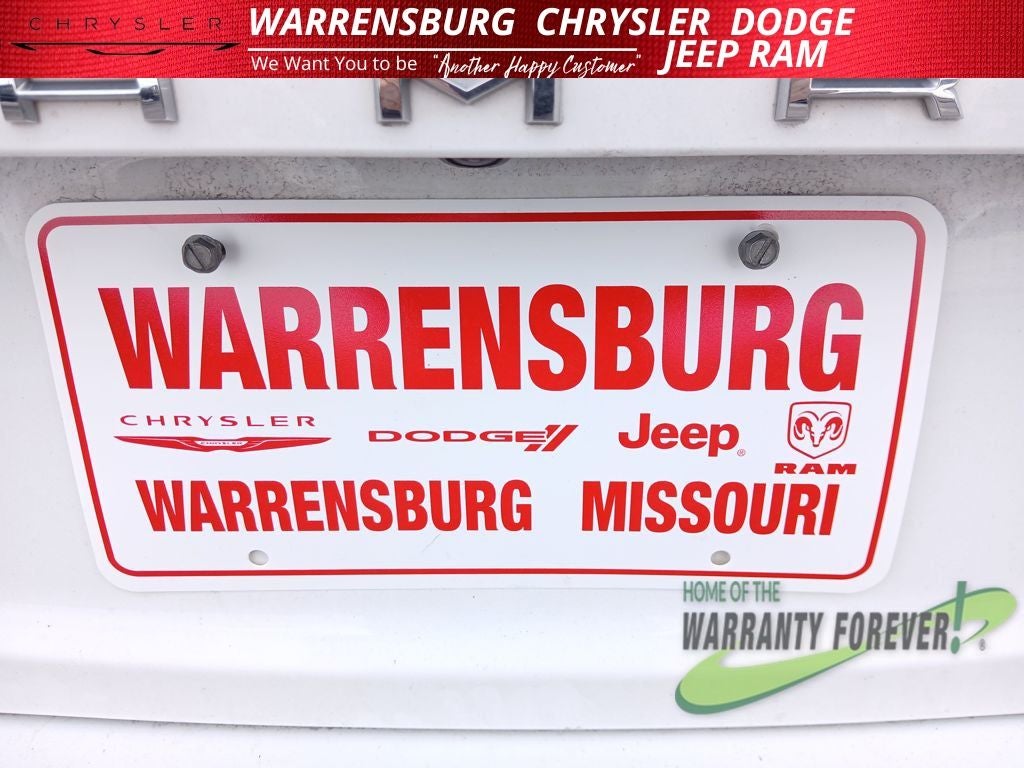 CHRYSLER
WARRENSBURG CHRYSLER DODGE
JEEP RAM
We Want You to be "Another Happy Customer"
WARRENSBURG
CHRYSLER
CHRYSLER
DODGE
Jeep®
RAM
WARRENSBURG MISSOURI
HOME OF THE
WARRANTY FOREVER!®